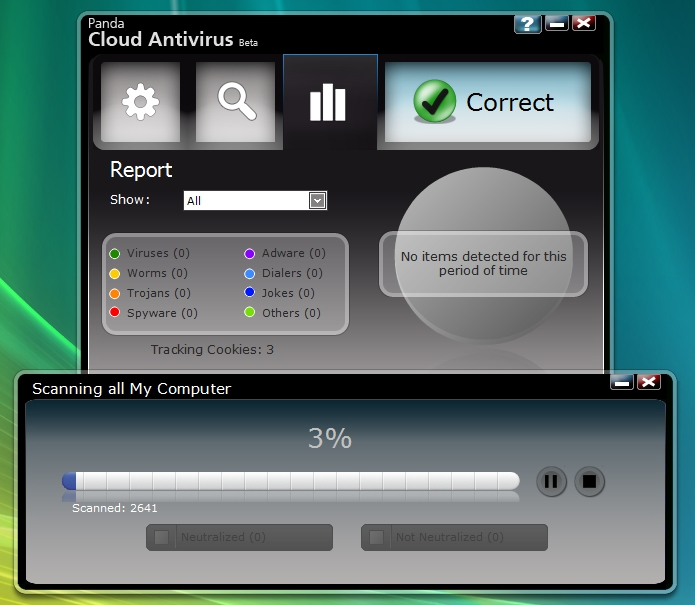 Panda
Cloud Antivirus Beta
?
Correct
Report
Show: All
Viruses (0)
Adware (0)
Worms (0)
Dialers (0)
Trojans (0)
Jokes (0)
Spyware (0)
Others (0)
Tracking Cookies: 3
No items detected for this
period of time
Scanning all My Computer
3%
Scanned: 2641
Neutralized (0)
Not Neutralized (0)